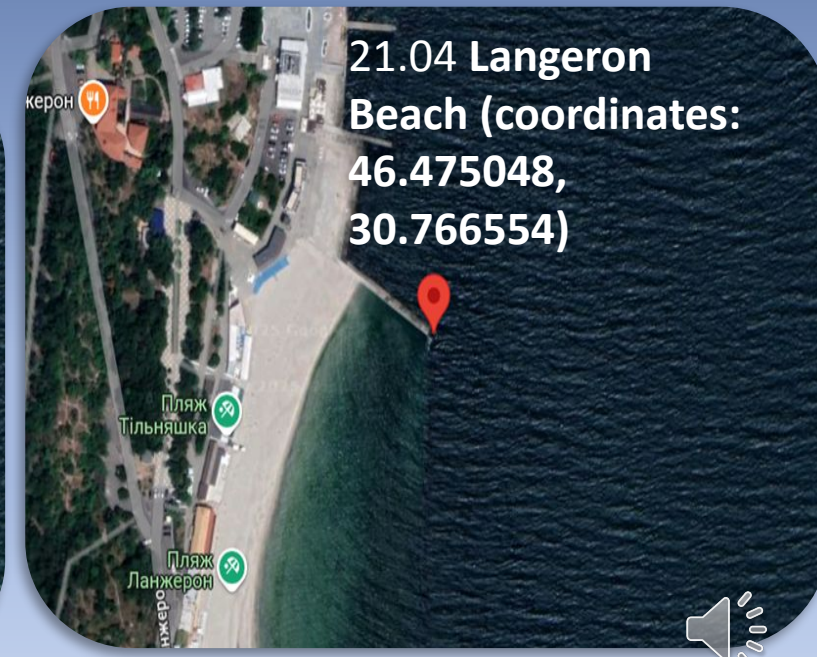 21.04 Langeron
Beach (coordinates:
46.475048,
30.766554)
жерон
Пляж
Тільняшка
Пляж
Ланжерон
нжеро